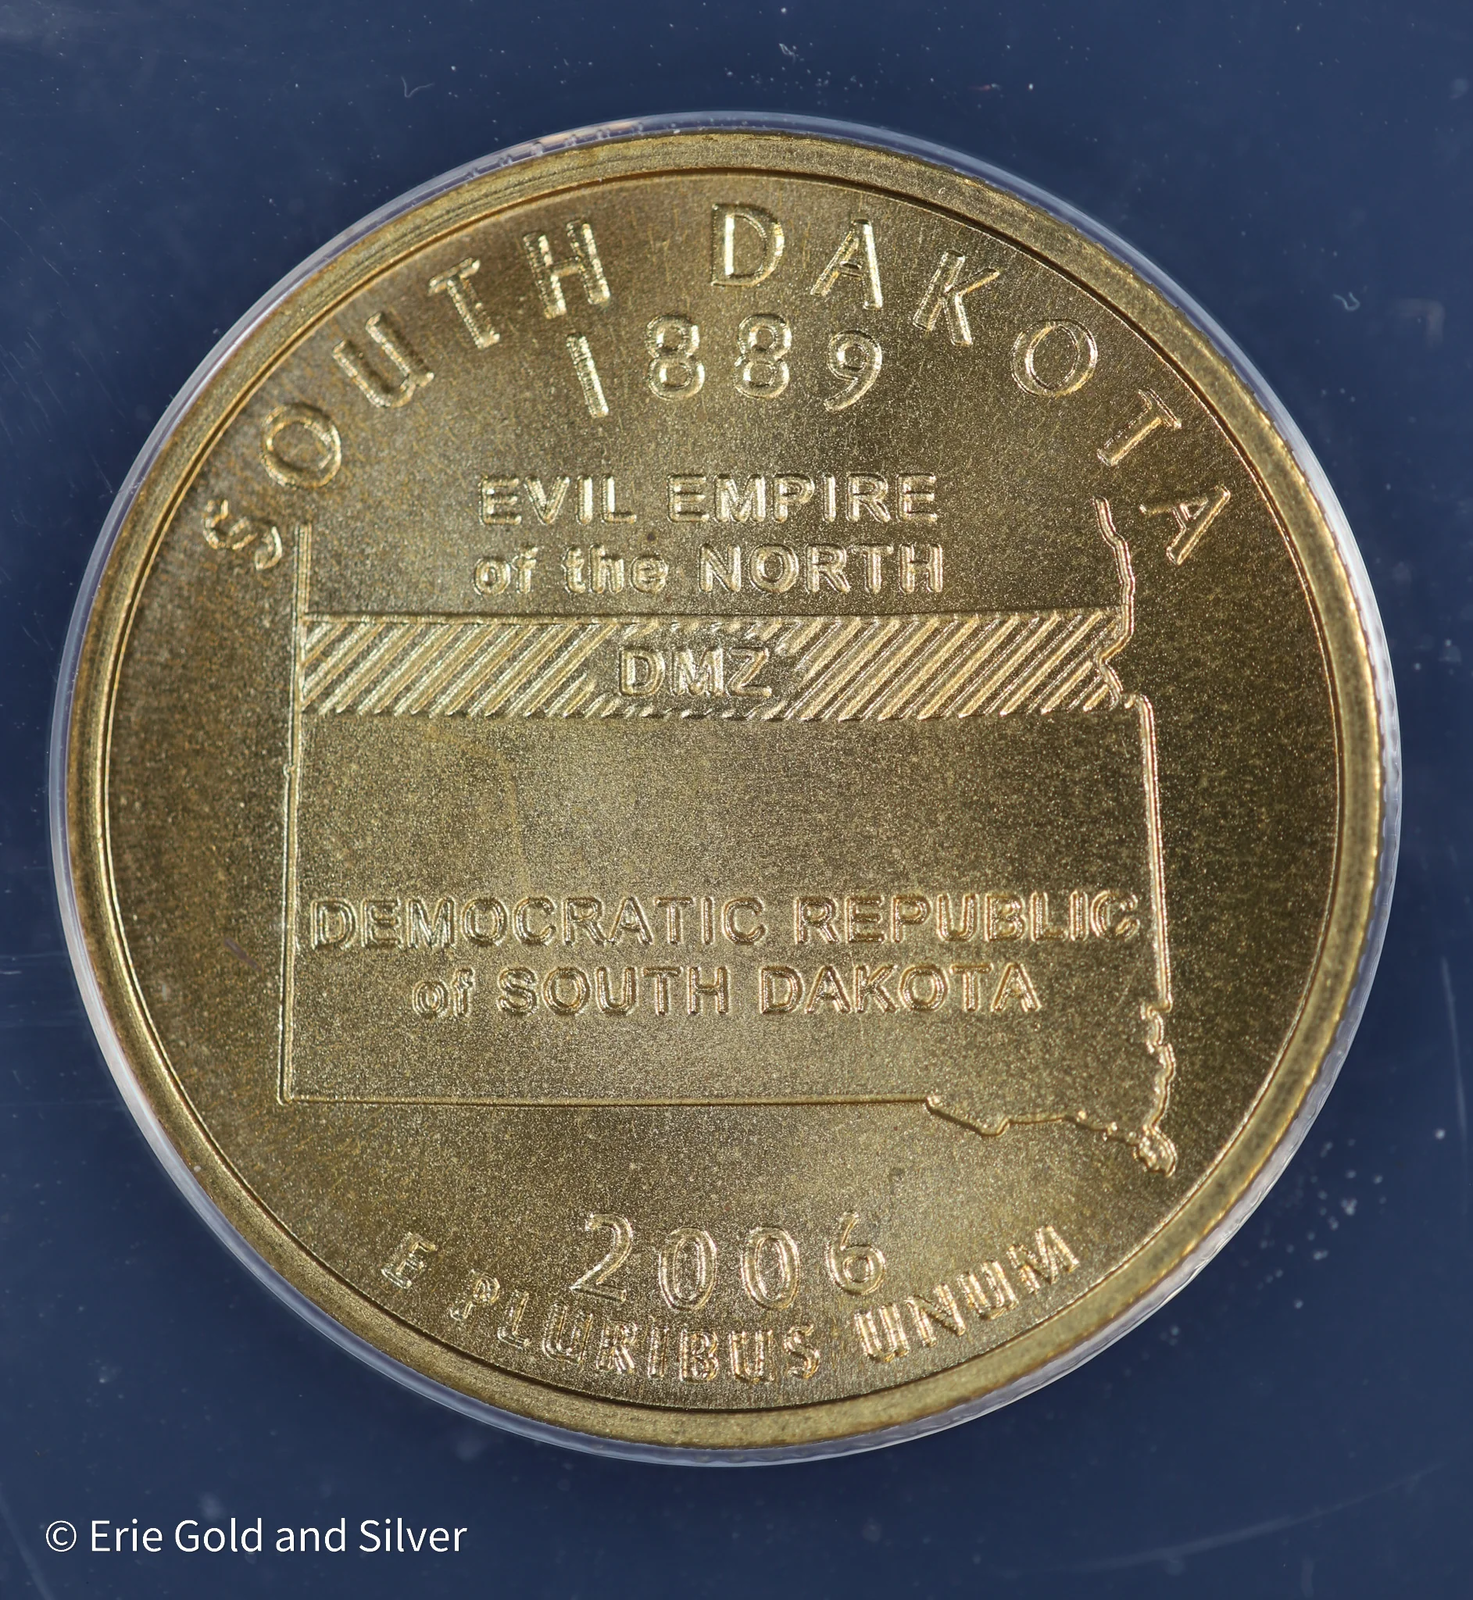 SOUTH DAKOTA
1889
EVIL EMPIRE
of the NORTH
DMZ
DEMOCRATIC REPUBLIC
of SOUTH DAKOTA
2006
E PLURIBUS UNUM
© Erie Gold and Silver